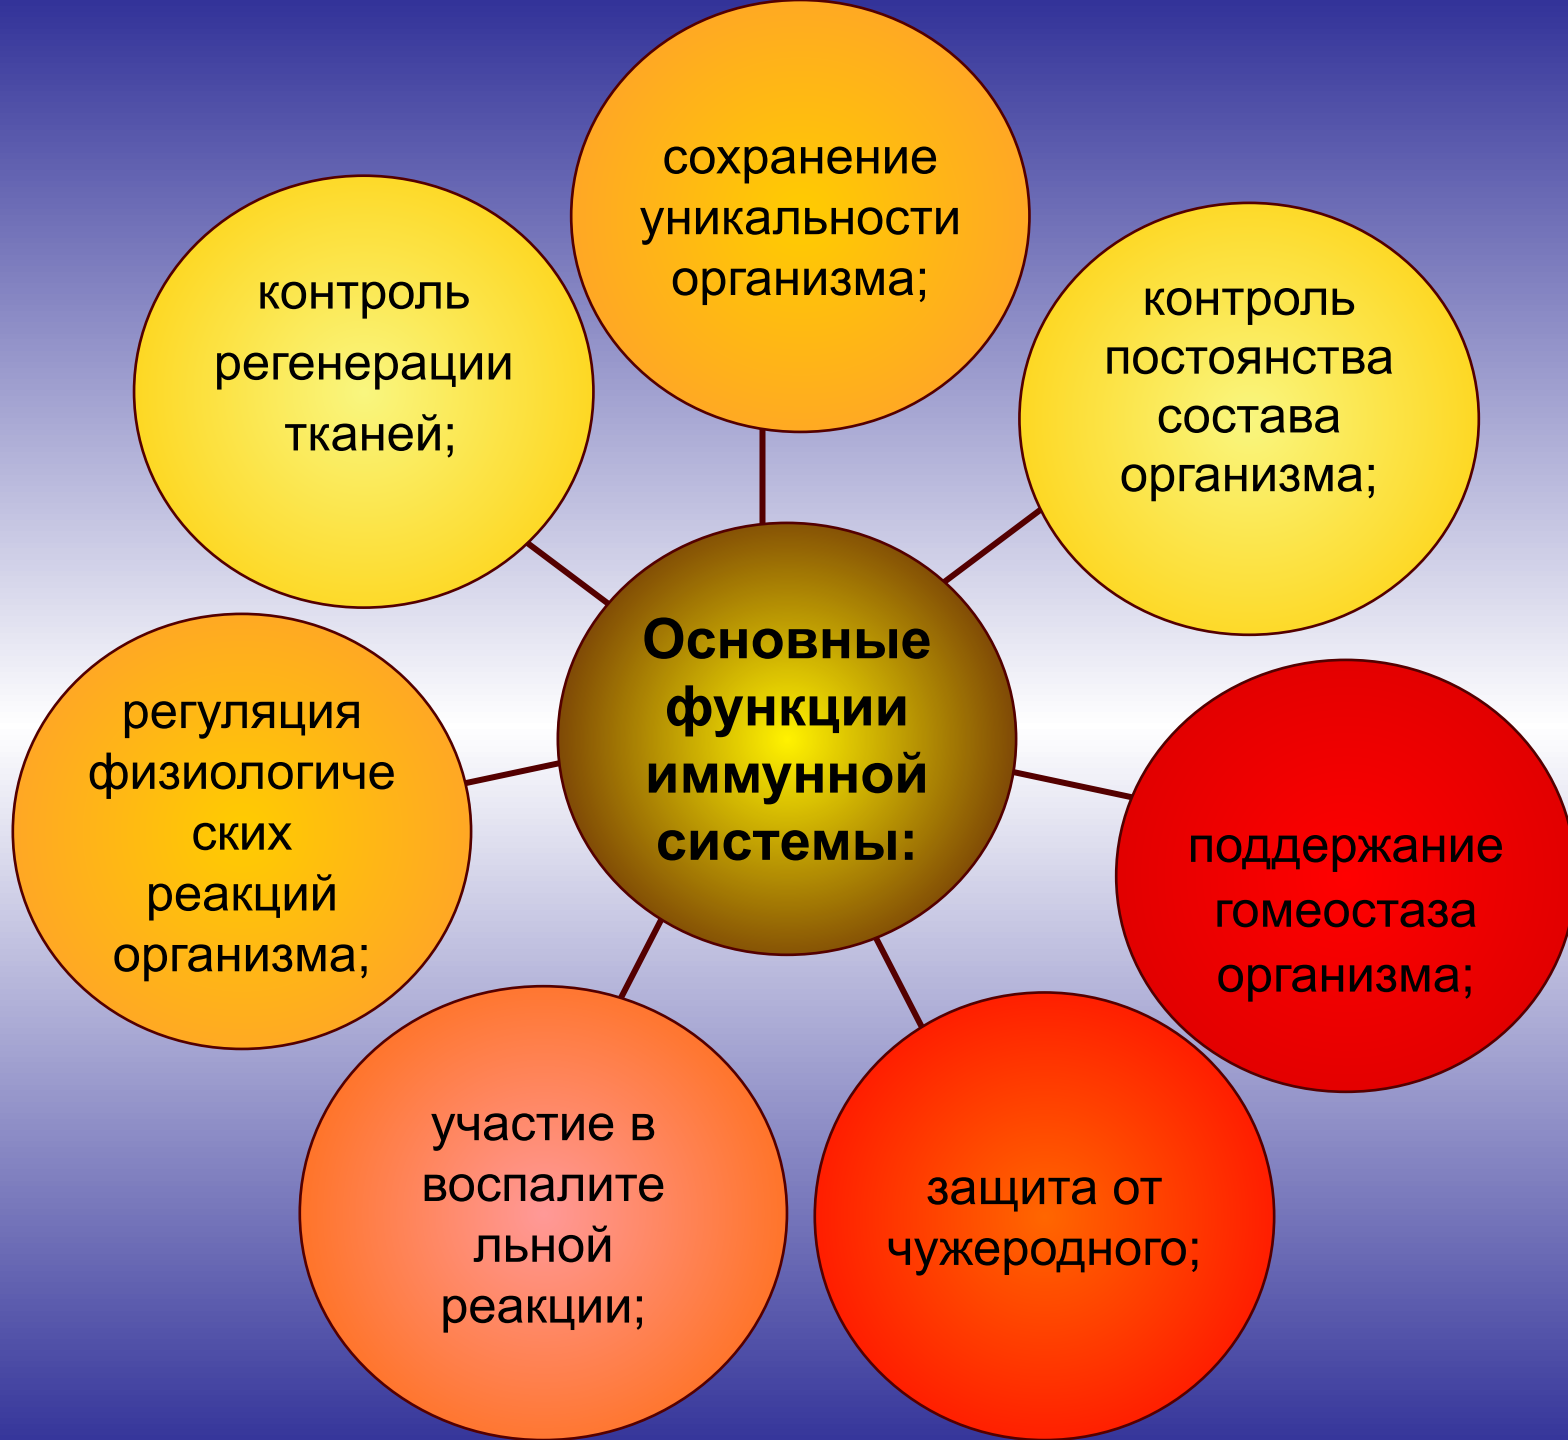 сохранение
уникальности
организма;
контроль
регенерации
тканей;
контроль
постоянства
состава
организма;
Основные
функции
иммунной
системы:
регуляция
физиологиче
ских
реакций
организма;
поддержание
гомеостаза
организма;
участие в
воспалите
льной
реакции;
защита от
чужеродного;